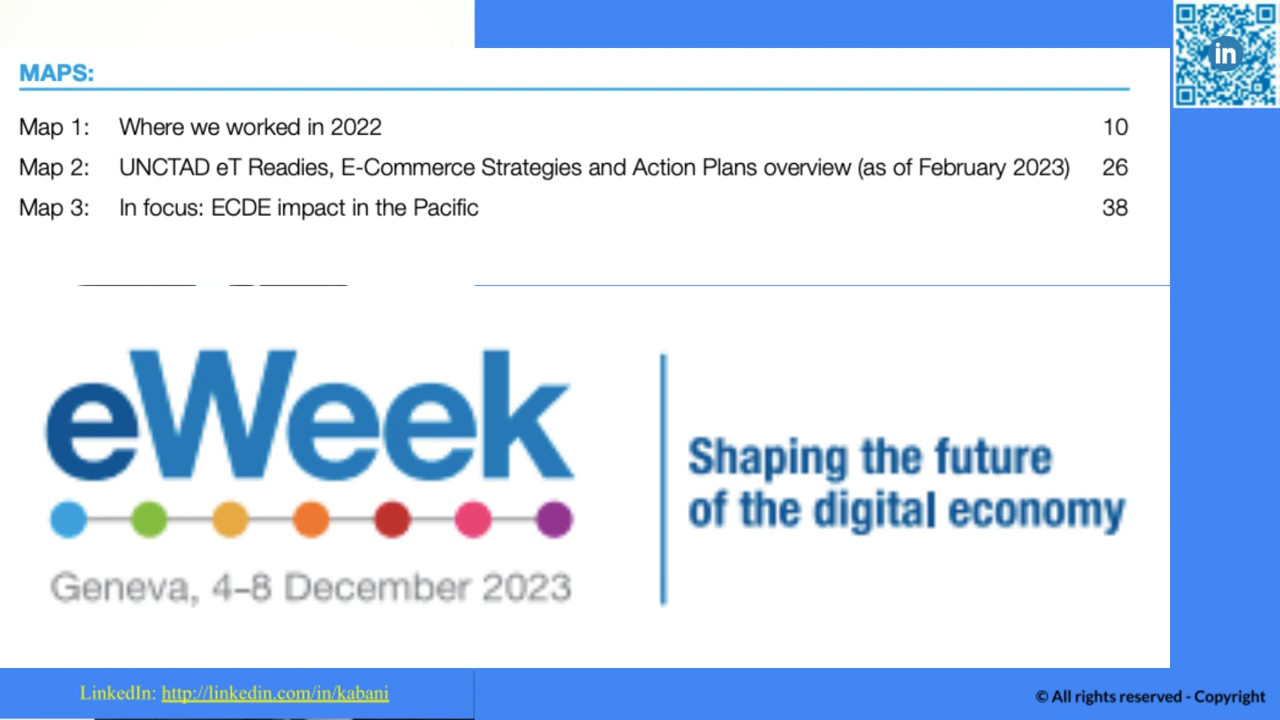 in
MAPS:
Map 1: Where we worked in 2022 10
Map 2: UNCTAD eT Readies, E-Commerce Strategies and Action Plans overview (as of February 2023) 26
Map 3: In focus: ECDE impact in the Pacific 38
eWeek
Geneva, 4–8 December 2023
Shaping the future
of the digital economy
LinkedIn: http://linkedin.com/in/kabani
© All rights reserved - Copyright